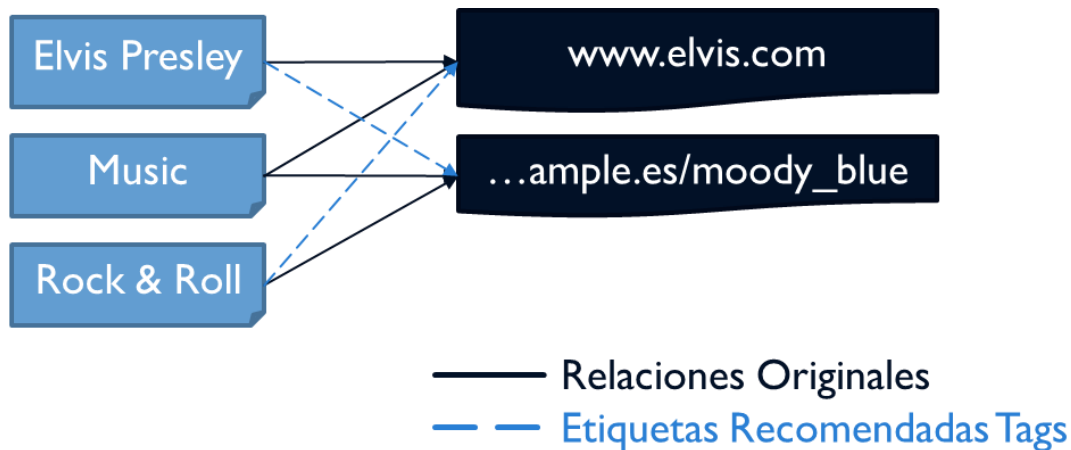 Elvis Presley
www.elvis.com
Music
...ample.es/moody_blue
Rock & Roll
Relaciones Originales
Etiquetas Recomendadas Tags